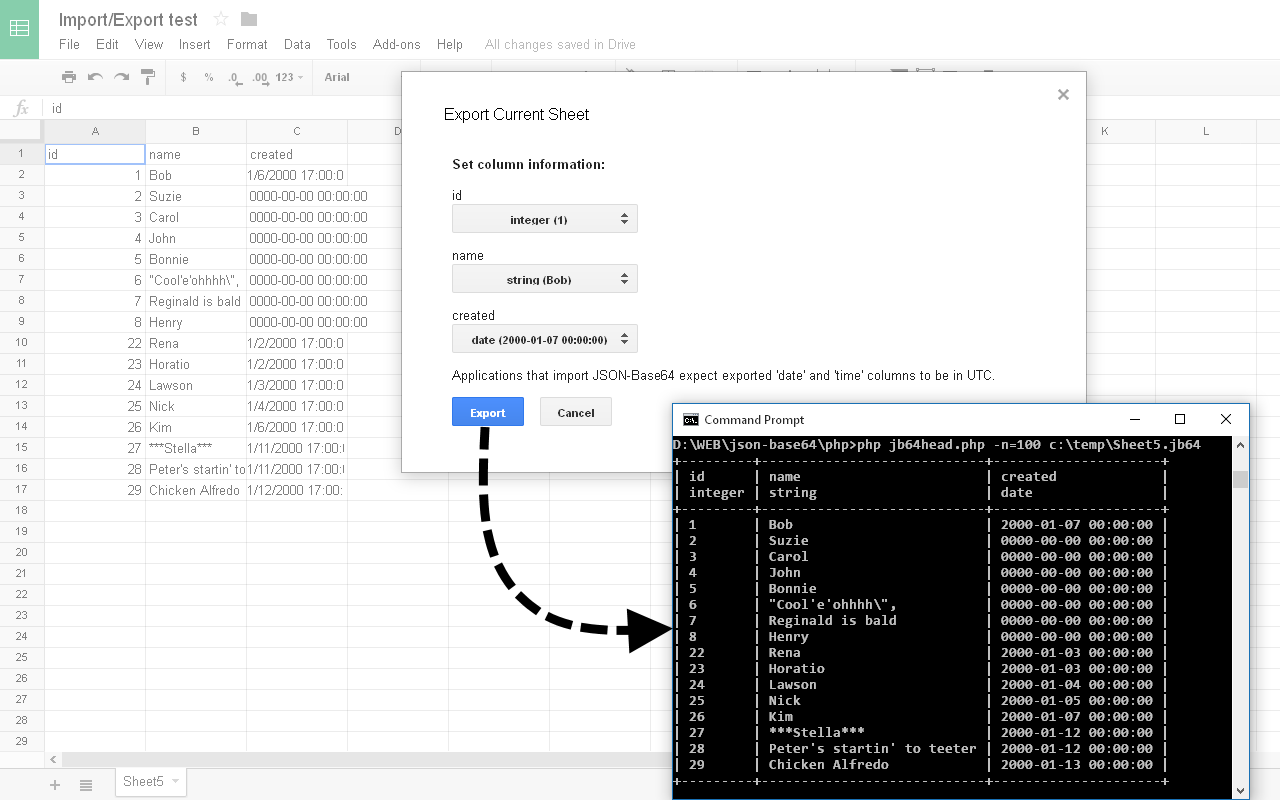 Import/Export test
File Edit View Insert Format Data Tools Add-ons Help All changes saved in Drive
$ % .0 .00 123 Arial
fx id
A B C D K L
1 id name created
2 1 Bob 1/6/2000 17:00:0
3 2 Suzie 0000-00-00 00:00:00
4 3 Carol 0000-00-00 00:00:00
5 4 John 0000-00-00 00:00:00
6 5 Bonnie 0000-00-00 00:00:00
7 6 "Cool'e'ohhhh\", 0000-00-00 00:00:00
8 7 Reginald is bald 0000-00-00 00:00:00
9 8 Henry 0000-00-00 00:00:00
10 22 Rena 1/2/2000 17:00:0
11 23 Horatio 1/2/2000 17:00:0
12 24 Lawson 1/3/2000 17:00:0
13 25 Nick 1/4/2000 17:00:0
14 26 Kim 1/6/2000 17:00:0
15 27 ***Stella*** 1/11/2000 17:00:
16 28 Peter's startin' to 1/11/2000 17:00:
17 29 Chicken Alfredo 1/12/2000 17:00:
18
19
20
21
22
23
24
25
26
27
28
29
Sheet5
Export Current Sheet
Set column information:
id
integer (1)
name
string (Bob)
created
date (2000-01-07 00:00:00)
Applications that import JSON-Base64 expect exported 'date' and 'time' columns to be in UTC.
Export Cancel
Command Prompt
D:\WEB\json-base64\php>php jb64head.php -n=100 c:\temp\Sheet5.jb64
+----------+----------------------------+---------------------+
| id | name | created |
| integer | string | date |
+----------+----------------------------+---------------------+
| 1 | Bob | 2000-01-07 00:00:00 |
| 2 | Suzie | 0000-00-00 00:00:00 |
| 3 | Carol | 0000-00-00 00:00:00 |
| 4 | John | 0000-00-00 00:00:00 |
| 5 | Bonnie | 0000-00-00 00:00:00 |
| 6 | "Cool'e'ohhhh\", | 0000-00-00 00:00:00 |
| 7 | Reginald is bald | 0000-00-00 00:00:00 |
| 8 | Henry | 0000-00-00 00:00:00 |
| 22 | Rena | 2000-01-03 00:00:00 |
| 23 | Horatio | 2000-01-03 00:00:00 |
| 24 | Lawson | 2000-01-04 00:00:00 |
| 25 | Nick | 2000-01-05 00:00:00 |
| 26 | Kim | 2000-01-07 00:00:00 |
| 27 | ***Stella*** | 2000-01-12 00:00:00 |
| 28 | Peter's startin' to teeter | 2000-01-12 00:00:00 |
| 29 | Chicken Alfredo | 2000-01-13 00:00:00 |
+----------+----------------------------+---------------------+